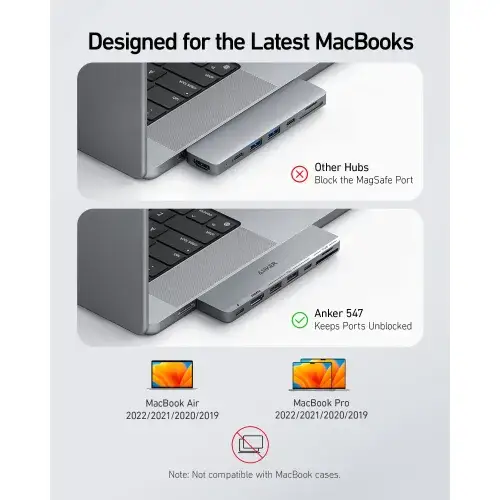 Designed for the Latest MacBooks
Other Hubs
Block the MagSafe Port
ANKER
Anker 547
Keeps Ports Unblocked
MacBook Air
2022/2021/2020/2019
MacBook Pro
2022/2021/2020/2019
Note: Not compatible with MacBook cases.